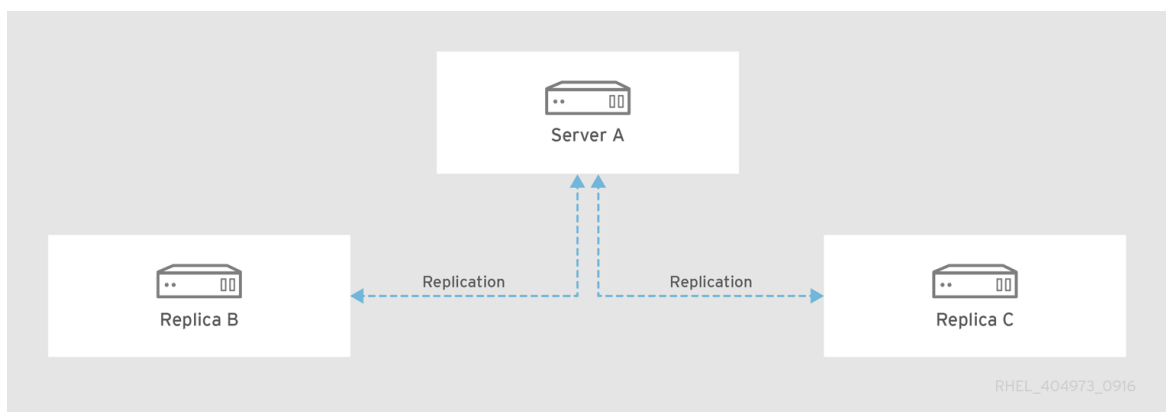 Server A
Replication
Replication
Replica B
Replica C
RHEL_404973_0916